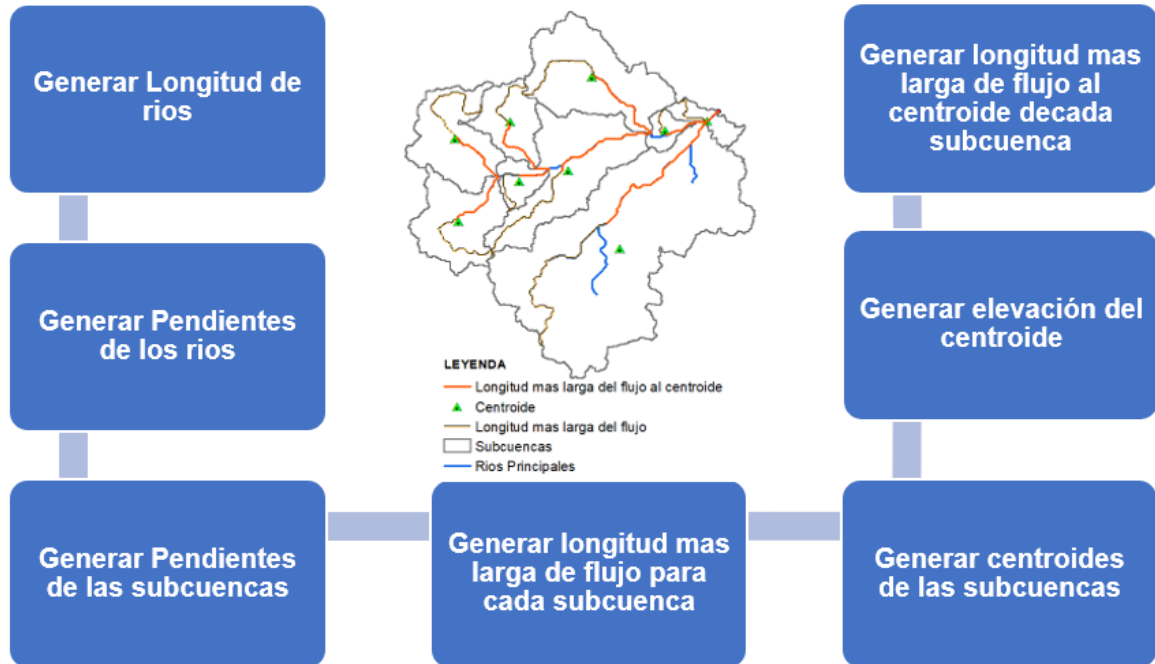 Generar Longitud de
rios
Generar Pendientes
de los rios
Generar Pendientes
de las subcuencas
Generar longitud mas
larga de flujo para
cada subcuenca
Generar centroides
de las subcuencas
Generar elevación del
centroide
Generar longitud mas
larga de flujo al
centroide decada
subcuenca
LEYENDA
Longitud mas larga del flujo al centroide
Centroide
Longitud mas larga del flujo
Subcuencas
Rios Principales